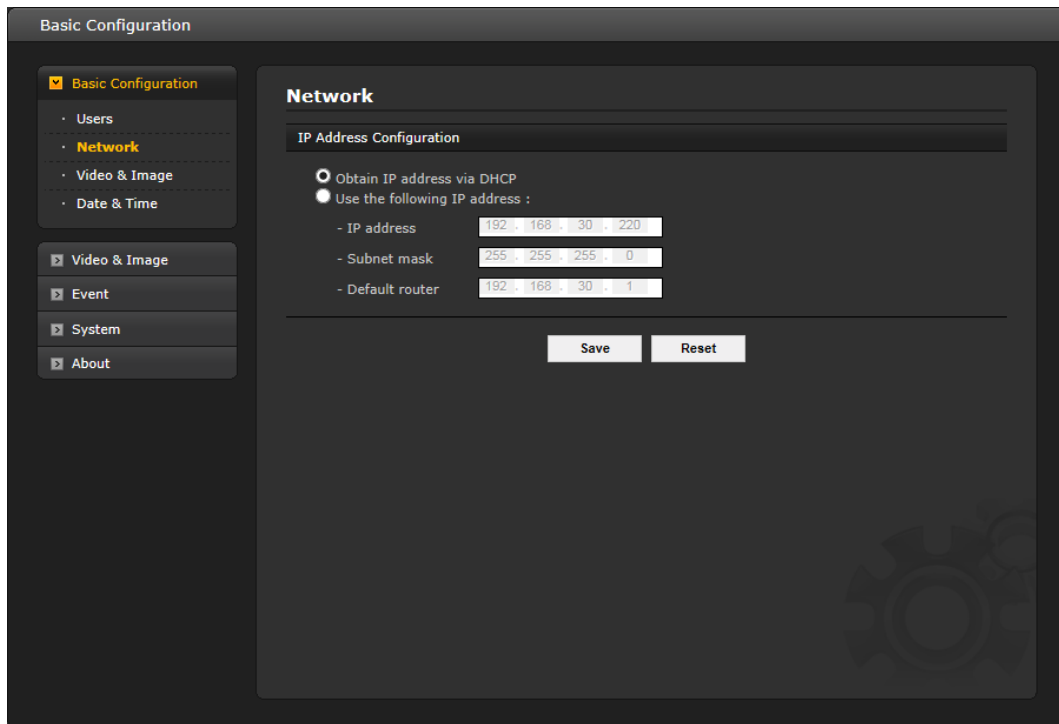 Basic Configuration
Basic Configuration
· Users
· Network
· Video & Image
· Date & Time
Video & Image
Event
System
About
Network
IP Address Configuration
Obtain IP address via DHCP
Use the following IP address :
- IP address 192 . 168 . 30 . 220
- Subnet mask 255 . 255 . 255 . 0
- Default router 192 . 168 . 30 . 1
Save Reset